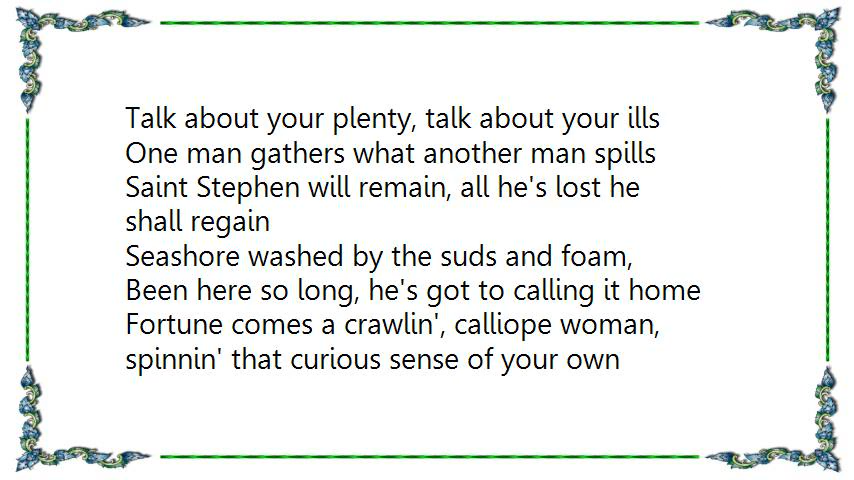 Talk about your plenty, talk about your ills
One man gathers what another man spills
Saint Stephen will remain, all he's lost he
shall regain
Seashore washed by the suds and foam,
Been here so long, he's got to calling it home
Fortune comes a crawlin', calliope woman,
spinnin' that curious sense of your own